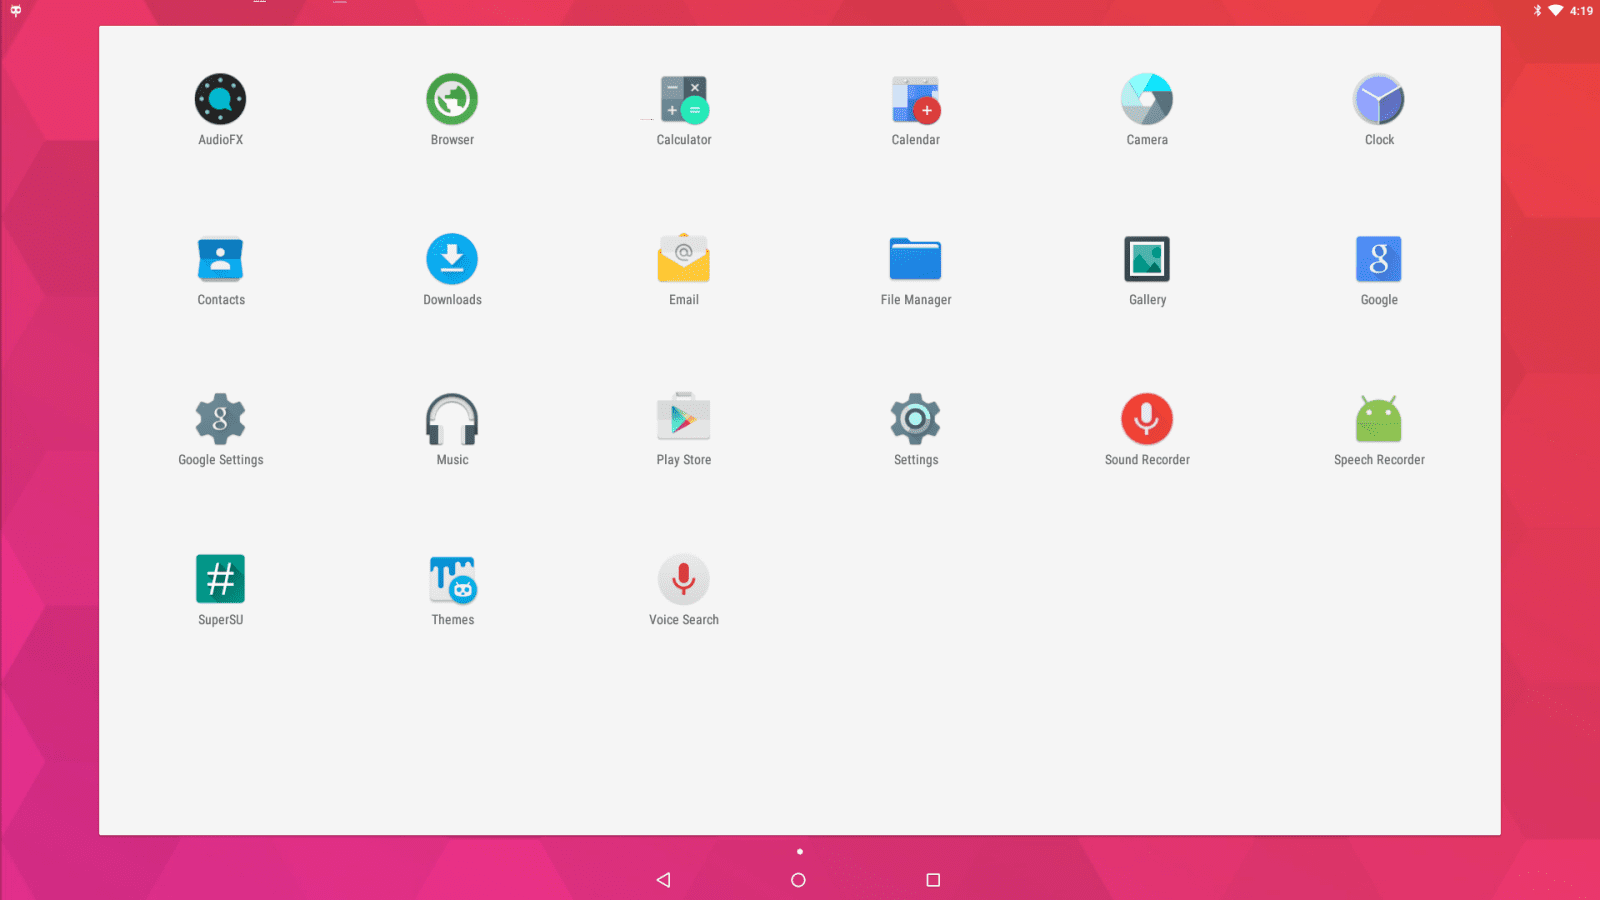 4:19
AudioFX
Browser
Calculator
Calendar
Camera
Clock
Contacts
Downloads
Email
File Manager
Gallery
Google
Google Settings
Music
Play Store
Settings
Sound Recorder
Speech Recorder
SuperSU
Themes
Voice Search